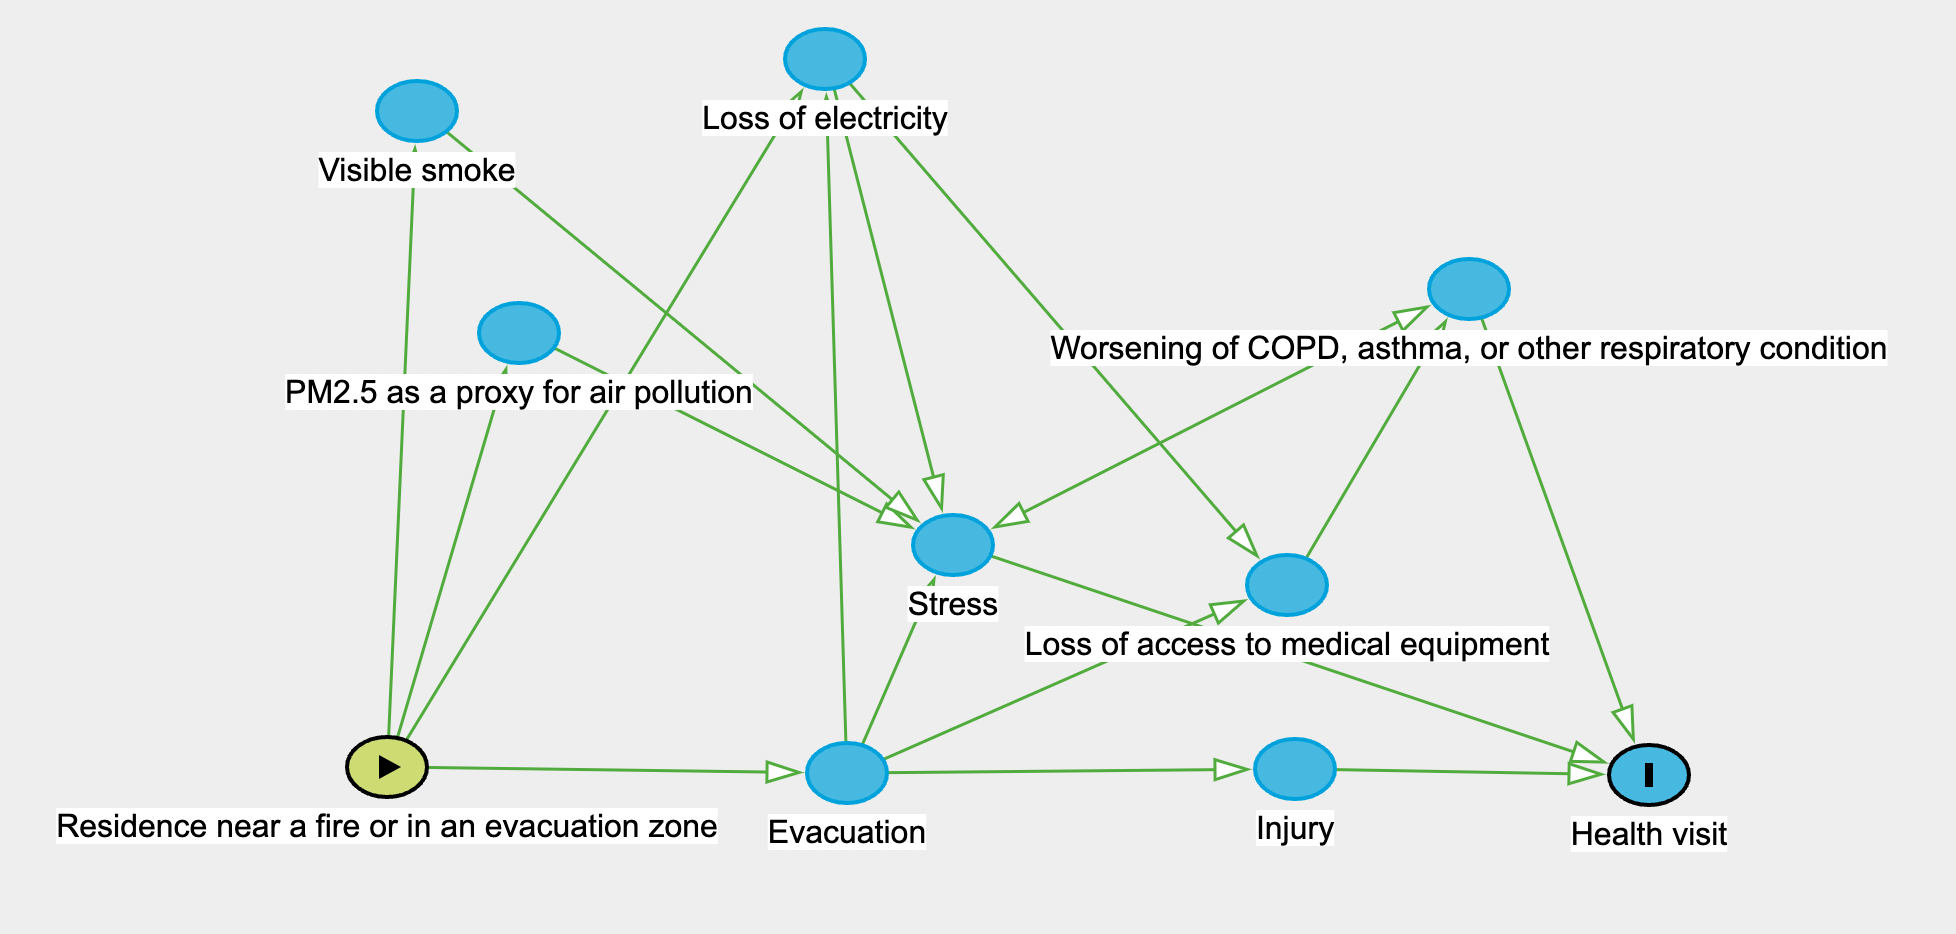 Loss of electricity
Visible smoke
Worsening of COPD, asthma, or other respiratory condition
PM2.5 as a proxy for air pollution
Stress
Loss of access to medical equipment
Residence near a fire or in an evacuation zone
Evacuation
Injury
Health visit